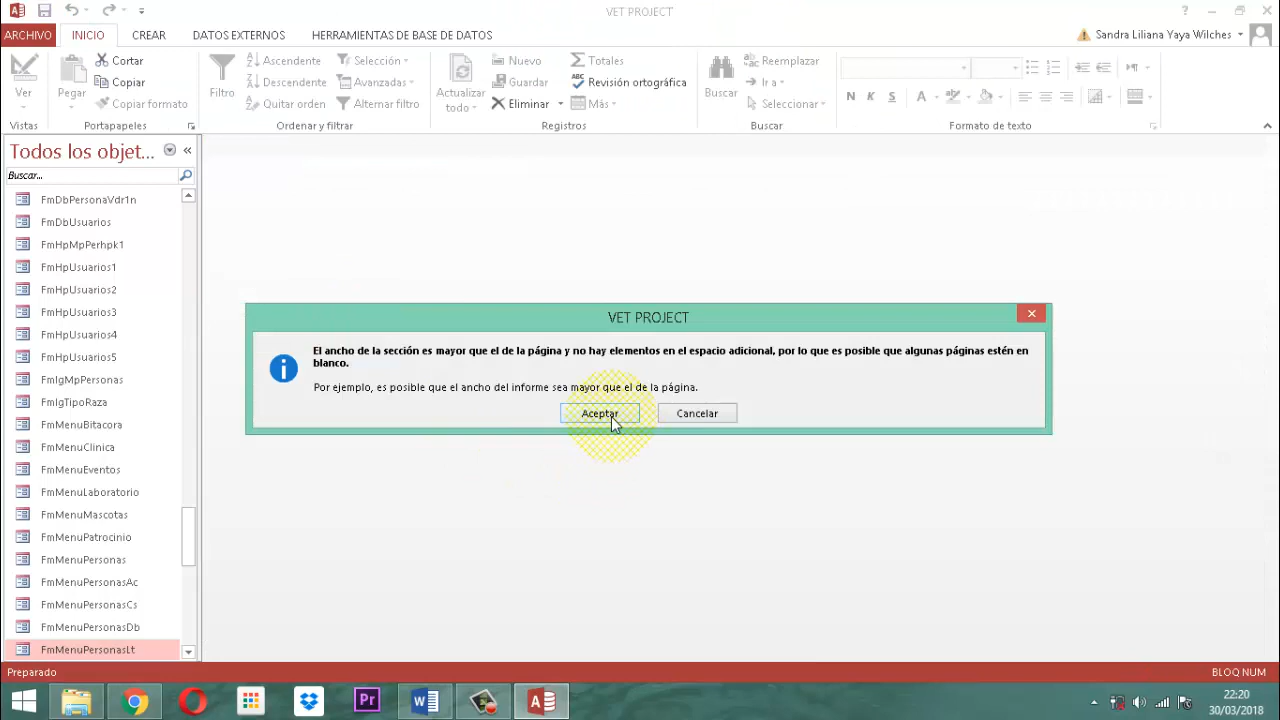 VET PROJECT
?
ARCHIVO INICIO CREAR DATOS EXTERNOS HERRAMIENTAS DE BASE DE DATOS
Sandra Liliana Yaya Wilches
Ver
Vistas
Pegar
Cortar
Copiar
Copiar formato
Portapapeles
Filtro
Ascendente
Descendente
Quitar orden
Selección
Avanzadas
Alternar filtro
Ordenar y filtrar
Actualizar
todo
Nuevo
Guardar
Eliminar
Totales
Revisión ortográfica
Más
Registros
Buscar
Reemplazar
Ir a
Seleccionar
Buscar
N K S A
Formato de texto
Todos los objet...
Buscar...
FmDbPersonaVdr1n
FmDbUsuarios
FmHpMpPerhpk1
FmHpUsuarios1
FmHpUsuarios2
FmHpUsuarios3
FmHpUsuarios4
FmHpUsuarios5
FmIgMpPersonas
FmIgTipoRaza
FmMenuBitacora
FmMenuClinica
FmMenuEventos
FmMenuLaboratorio
FmMenuMascotas
FmMenuPatrocinio
FmMenuPersonas
FmMenuPersonasAc
FmMenuPersonasCs
FmMenuPersonasDb
FmMenuPersonasLt
VET PROJECT
El ancho de la sección es mayor que el de la página y no hay elementos en el espacio adicional, por lo que es posible que algunas páginas estén en
blanco.
Por ejemplo, es posible que el ancho del informe sea mayor que el de la página.
Aceptar Cancelar
Preparado
BLOQ NUM
Pr
22:20
30/03/2018